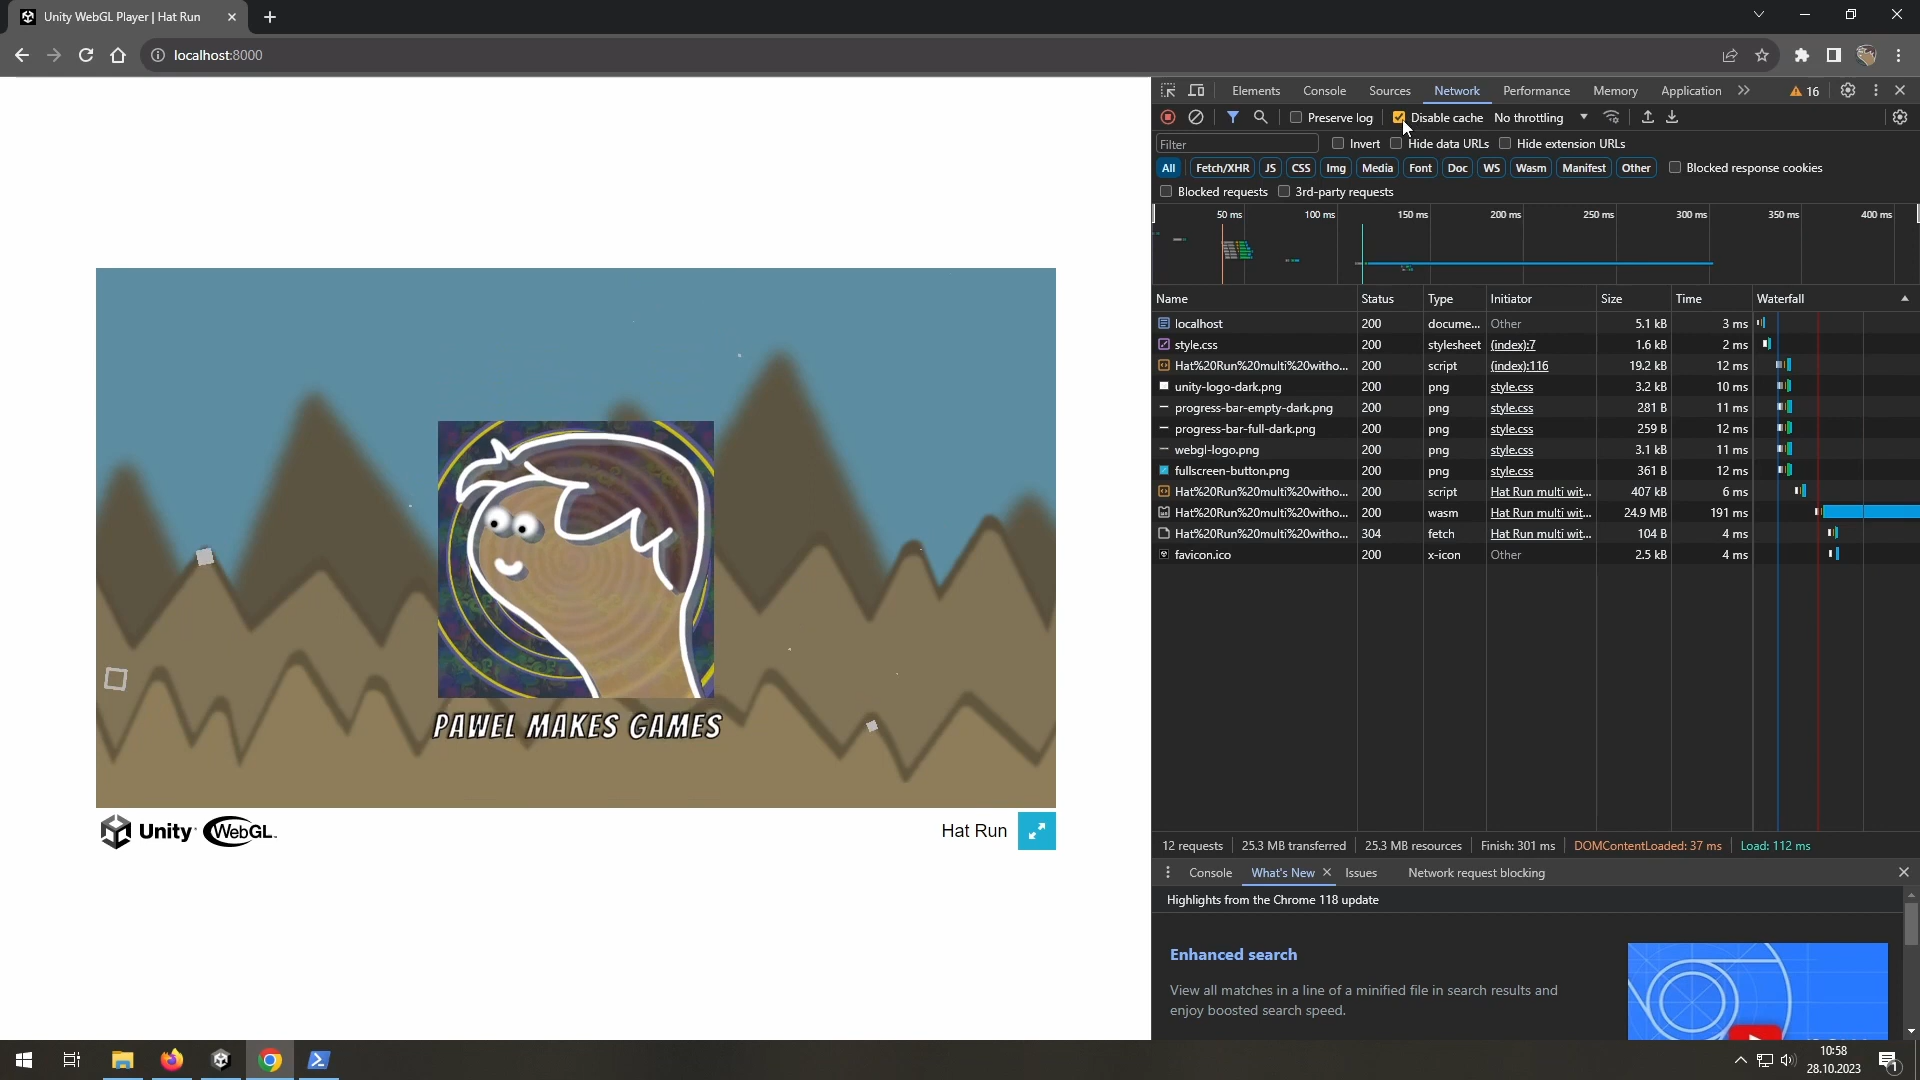 Unity WebGL Player | Hat Run
localhost:8000
Elements Console Sources Network Performance Memory Application 16
Preserve log Disable cache No throttling
Filter Invert Hide data URLs Hide extension URLs
All Fetch/XHR JS CSS Img Media Font Doc WS Wasm Manifest Other Blocked response cookies
Blocked requests 3rd-party requests
50 ms 100 ms 150 ms 200 ms 250 ms 300 ms 350 ms 400 ms
Name Status Type Initiator Size Time Waterfall
localhost 200 docume... Other 5.1 kB 3 ms
style.css 200 stylesheet (index):7 1.6 kB 2 ms
Hat%20Run%20multi%20witho... 200 script (index):116 19.2 kB 12 ms
unity-logo-dark.png 200 png style.css 3.2 kB 10 ms
progress-bar-empty-dark.png 200 png style.css 281 B 11 ms
progress-bar-full-dark.png 200 png style.css 259 B 12 ms
webgl-logo.png 200 png style.css 3.1 kB 11 ms
fullscreen-button.png 200 png style.css 361 B 12 ms
Hat%20Run%20multi%20witho... 200 script Hat Run multi wit... 407 kB 6 ms
Hat%20Run%20multi%20witho... 200 wasm Hat Run multi wit... 24.9 MB 191 ms
Hat%20Run%20multi%20witho... 304 fetch Hat Run multi wit... 104 B 4 ms
favicon.ico 200 x-icon Other 2.5 kB 4 ms
PAWEL MAKES GAMES
Unity WebGL
Hat Run
12 requests 25.3 MB transferred 25.3 MB resources Finish: 301 ms DOMContentLoaded: 37 ms Load: 112 ms
Console What's New Issues Network request blocking
Highlights from the Chrome 118 update
Enhanced search
View all matches in a line of a minified file in search results and
enjoy boosted search speed.
10:58
28.10.2023
1